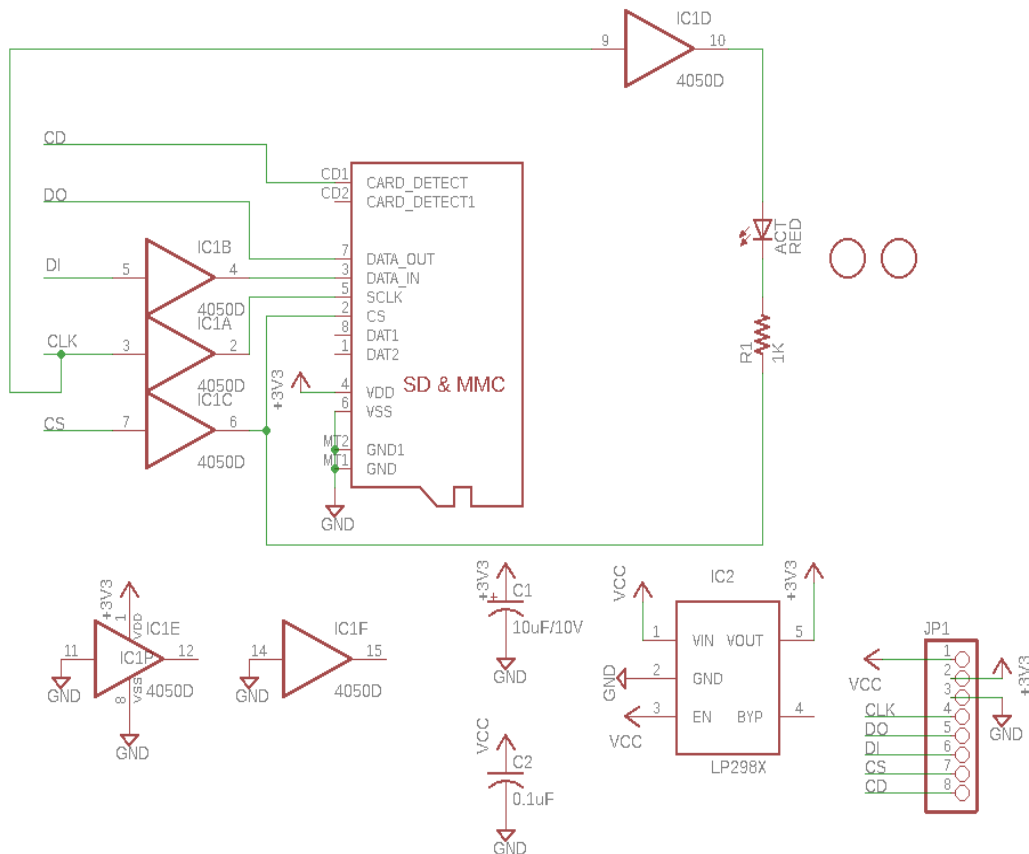 IC1D
9
10
4050D
CD
CD1
CARD_DETECT
CD2
CARD_DETECT1
DO
IC1B
7
DATA_OUT
DI
5
4
3
DATA_IN
5
SCLK
4050D
2
CS
IC1A
8
DAT1
CLK
3
2
1
DAT2
4050D
+3V3
4
VDD
SD & MMC
IC1C
6
VSS
CS
7
6
MT2
GND1
4050D
MT1
GND
GND
ACT
RED
R1
1K
+3V3
1
VDD
IC1E
11
IC1P
12
GND
4050D
8
VSS
GND
IC1F
14
15
GND
4050D
+3V3
+
C1
10uF/10V
GND
VCC
C2
0.1uF
GND
IC2
VCC
+3V3
1
VIN
VOUT
5
GND
2
GND
3
EN
BYP
4
VCC
LP298X
JP1
1
VCC
2
+3V3
3
GND
CLK
4
DO
5
DI
6
CS
7
CD
8